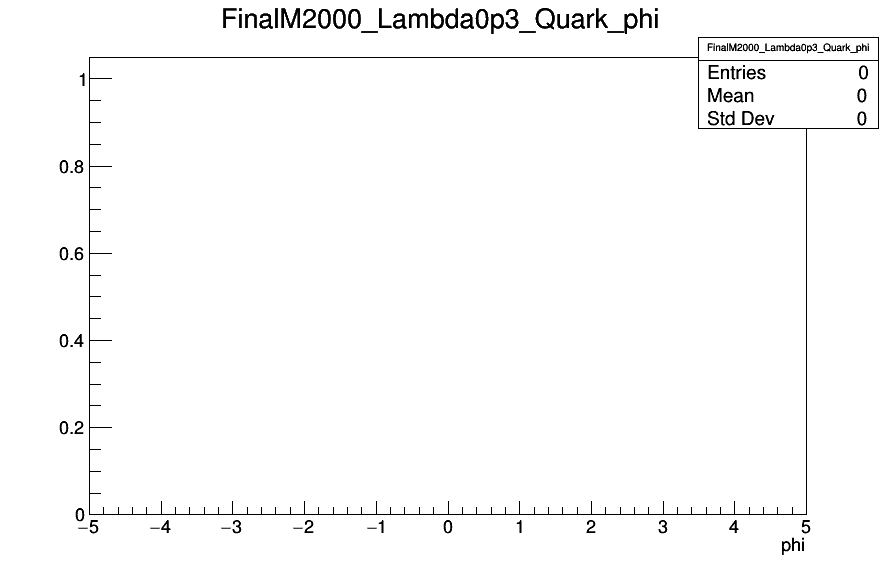 FinalM2000_Lambda0p3_Quark_phi
FinalM2000_Lambda0p3_Quark_phi
Entries 0
Mean 0
Std Dev 0
1
0.8
0.6
0.4
0.2
0
−5 −4 −3 −2 −1 0 1 2 3 4 5
phi